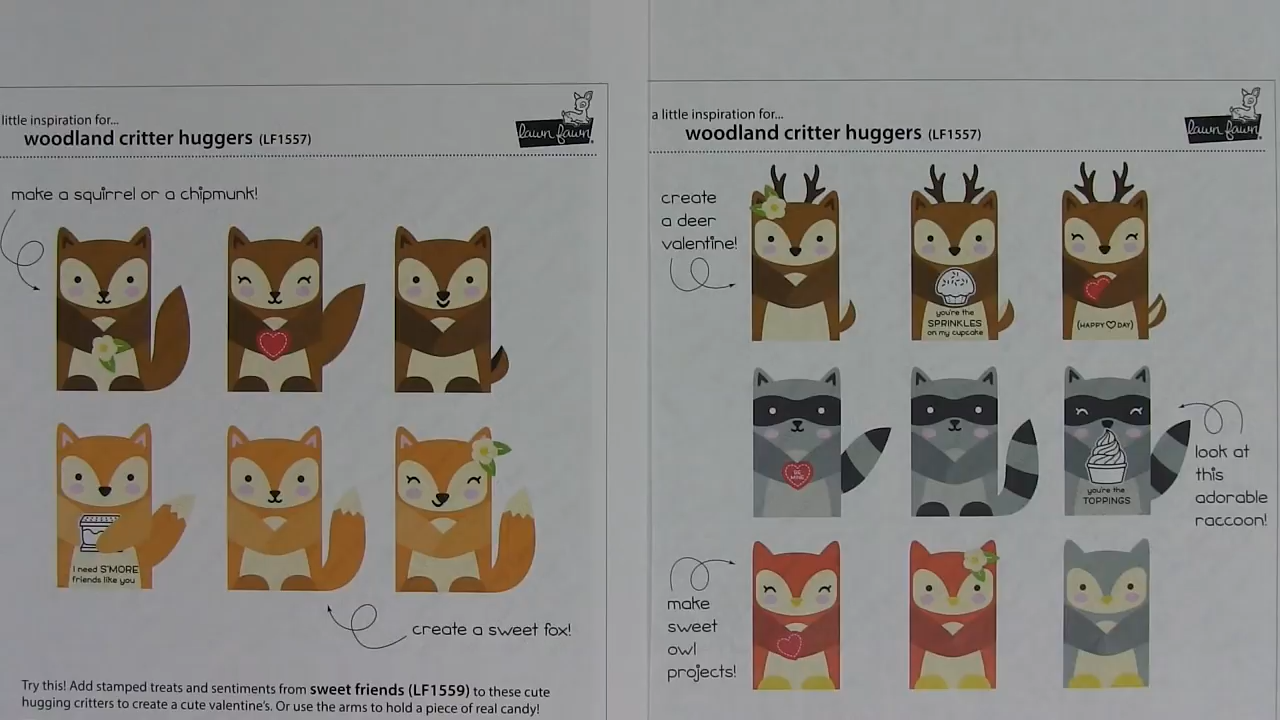 little inspiration for...
woodland critter huggers (LF1557)
lawn fawn
make a squirrel or a chipmunk!
I need S'MORE
friends like you
create a sweet fox!
Try this! Add stamped treats and sentiments from sweet friends (LF1559) to these cute
hugging critters to create a cute valentine's. Or use the arms to hold a piece of real candy!
a little inspiration for...
woodland critter huggers (LF1557)
lawn fawn
create
a deer
valentine!
you're the
SPRINKLES
on my cupcake
(HAPPY DAY)
BE
MINE
you're the
TOPPINGS
look at
this
adorable
raccoon!
make
sweet
owl
projects!